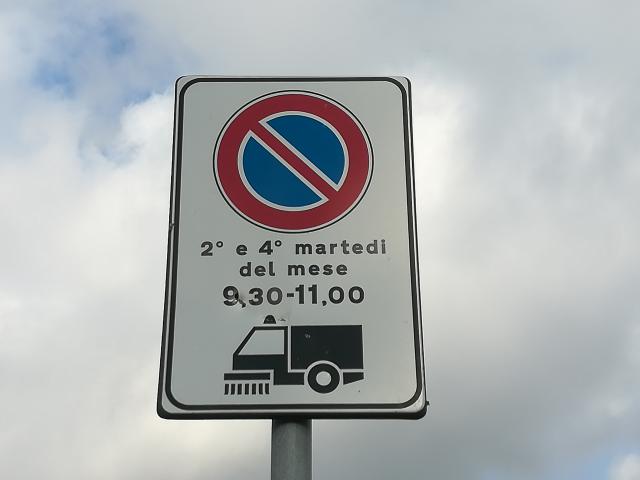 2° e 4° martedi
del mese
9,30-11,00